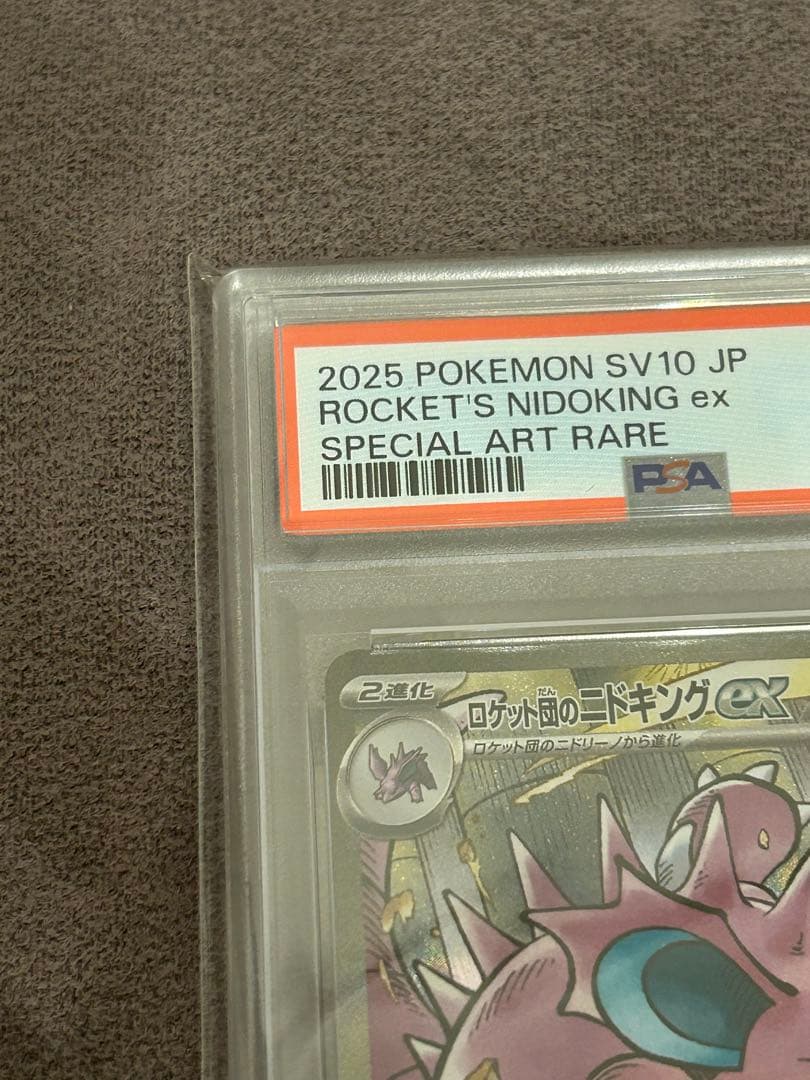 2025 POKEMON SV10 JP
ROCKET'S NIDOKING ex
SPECIAL ART RARE
PSA
2進化
ロケット団のニドキングex
だん
ロケット団のニドリーノから進化